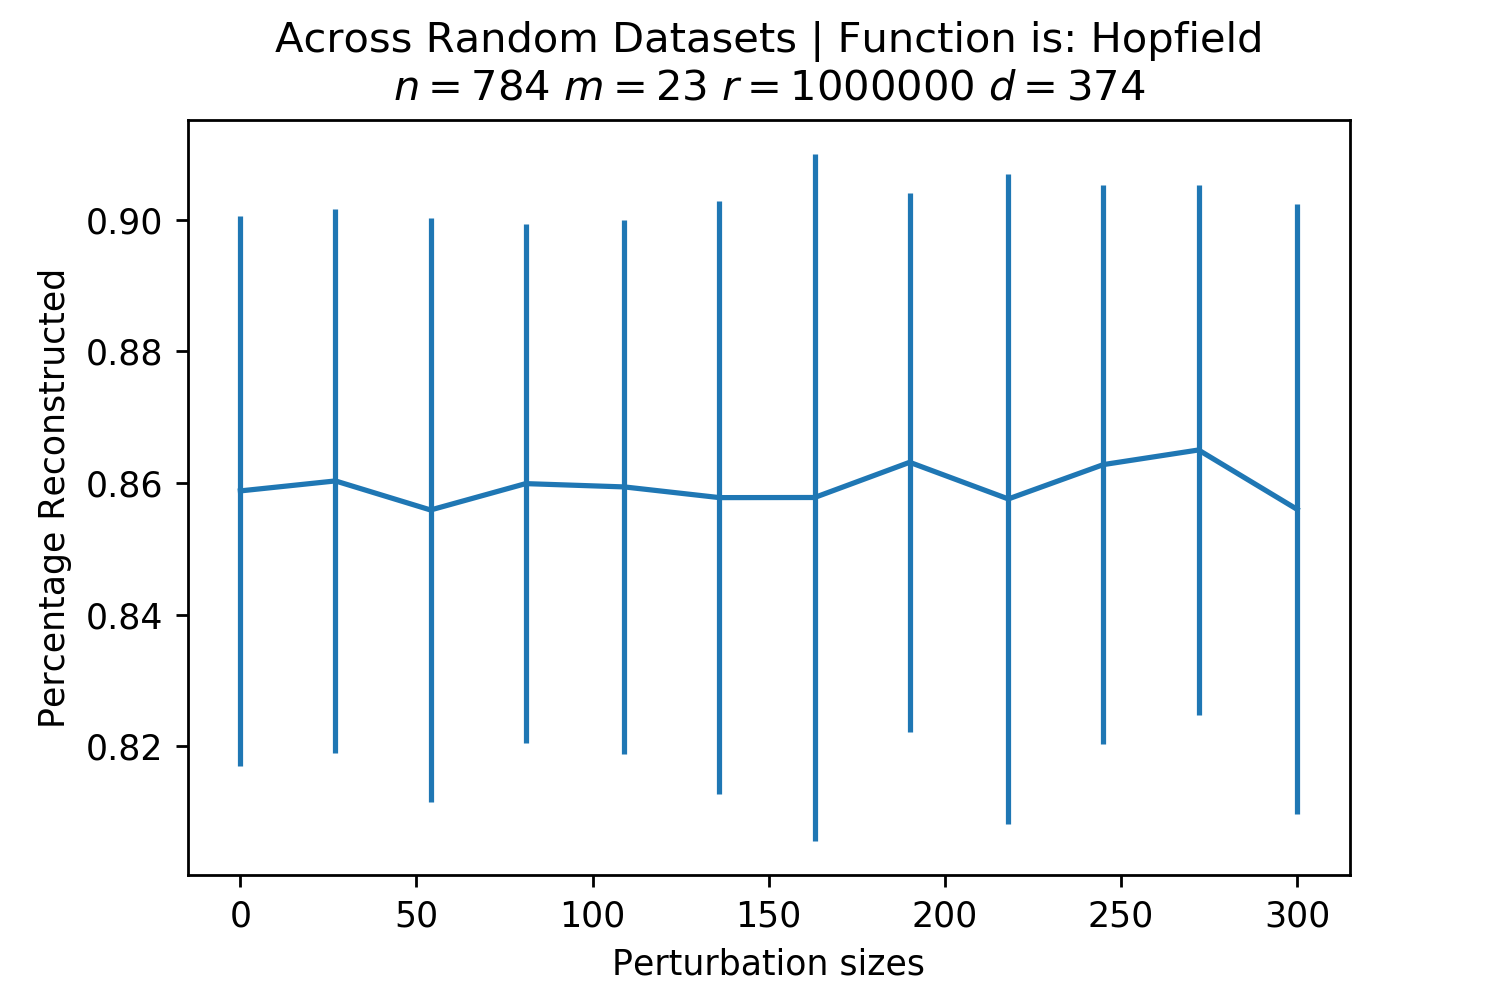 Across Random Datasets | Function is: Hopfield
n = 784 m = 23 r = 1000000 d = 374
Percentage Reconstructed
0.90
0.88
0.86
0.84
0.82
0 50 100 150 200 250 300
Perturbation sizes